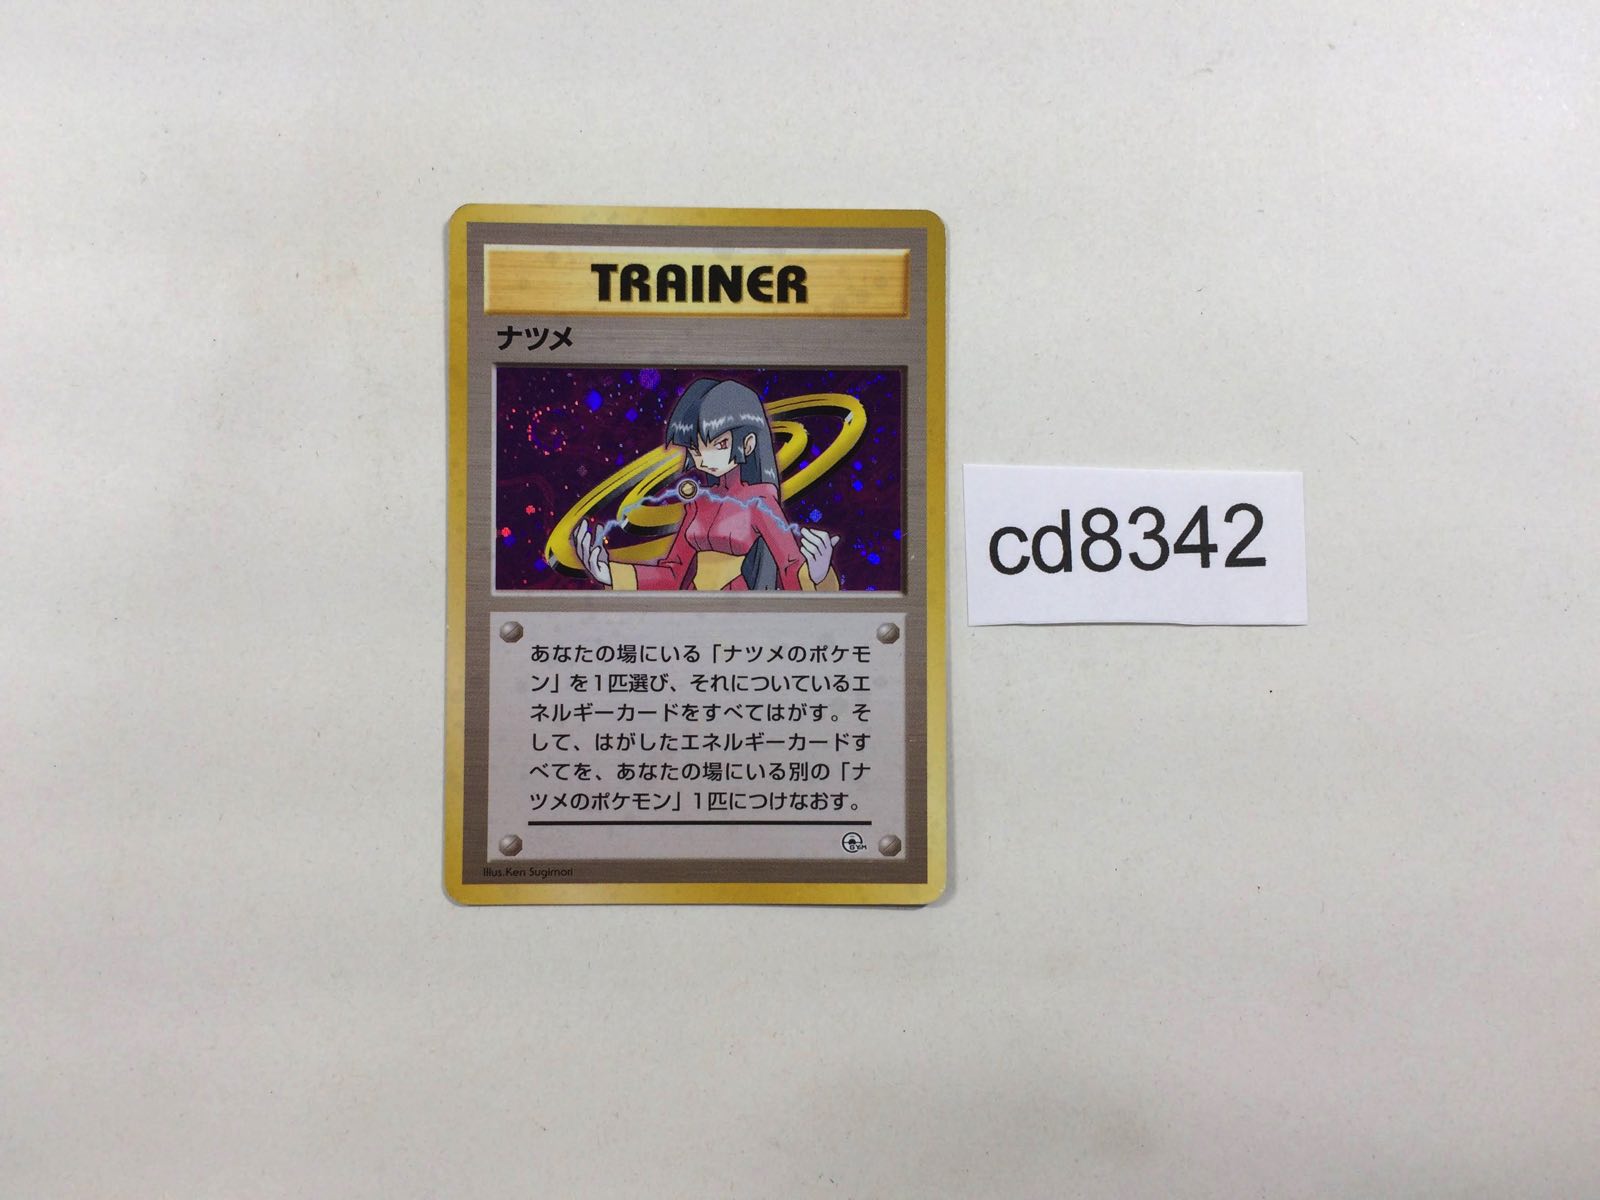 TRAINER
ナツメ
あなたの場にいる「ナツメのポケモ
ン」を1匹選び、それについているエ
ネルギーカードをすべてはがす。そ
して、はがしたエネルギーカードす
べてを、あなたの場にいる別の「ナ
ツメのポケモン」1匹につけなおす。
GYM
Illus.Ken Sugimori
cd8342